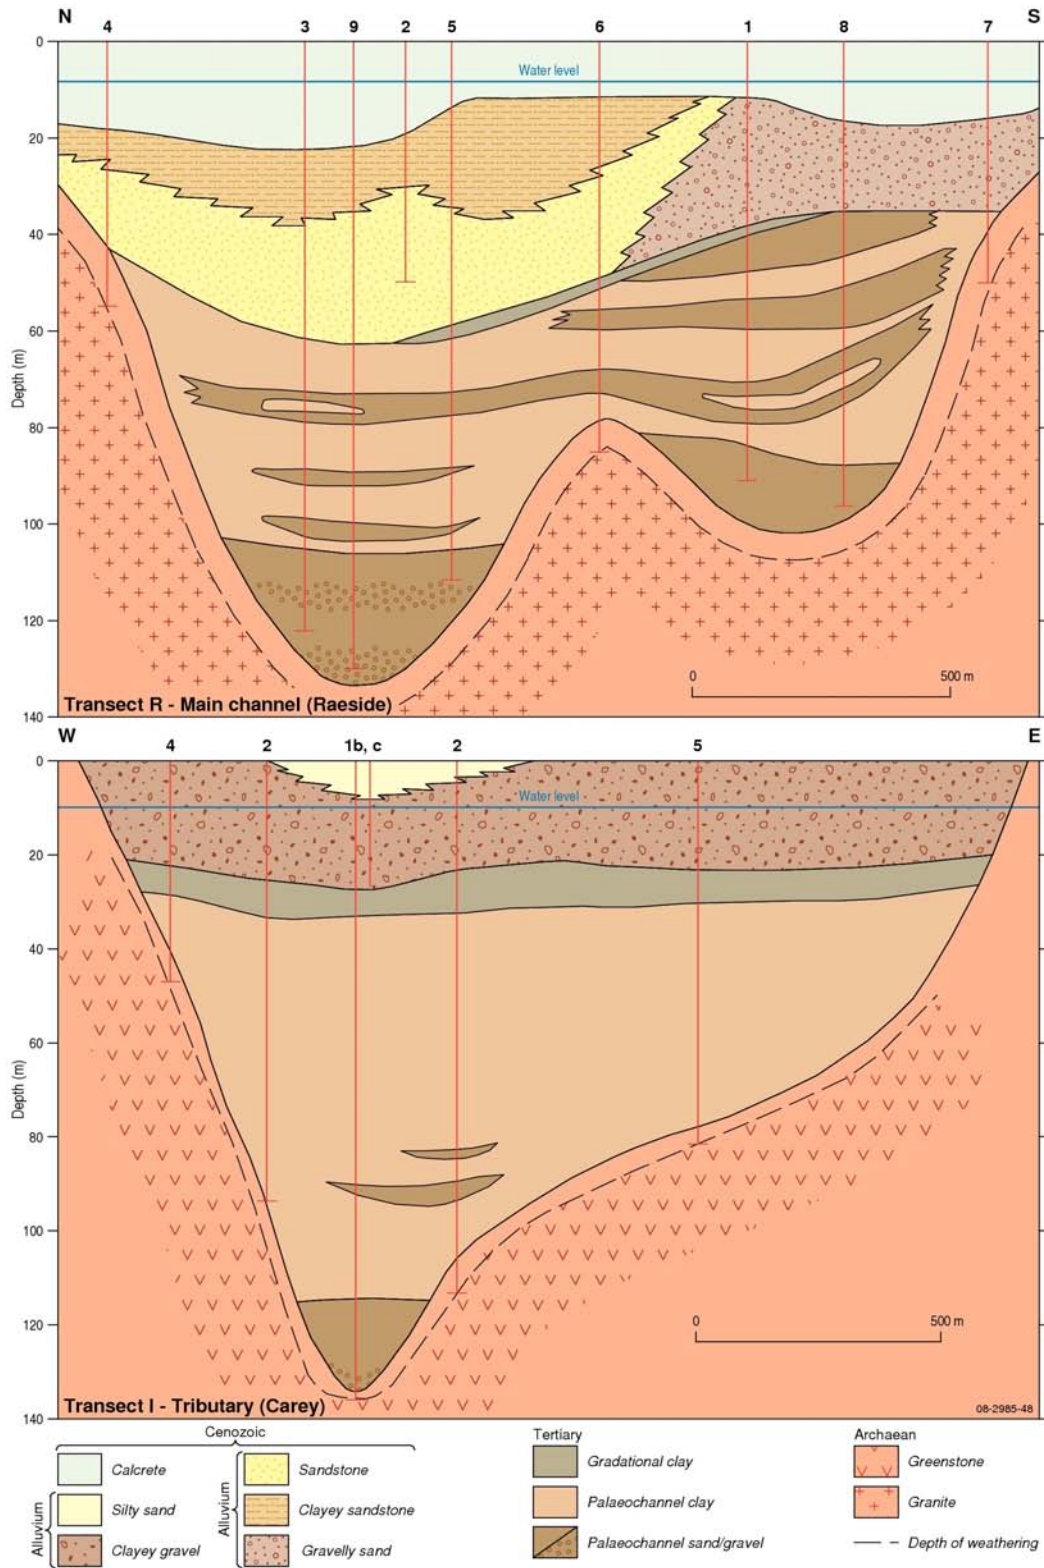 N S
4 3 9 2 5 6 1 8 7
0
Water level
20
40
60
Depth (m)
80
100
120
0 500 m
Transect R - Main channel (Raeside)
140
W E
4 2 1b, c 2 5
0
Water level
20
40
60
Depth (m)
80
100
120
0 500 m
Transect I - Tributary (Carey)
08-2985-48
140
Cenozoic
Calcrete
Alluvium
Silty sand
Clayey gravel
Alluvium
Sandstone
Clayey sandstone
Gravelly sand
Tertiary
Gradational clay
Palaeochannel clay
Palaeochannel sand/gravel
Archaean
Greenstone
Granite
Depth of weathering